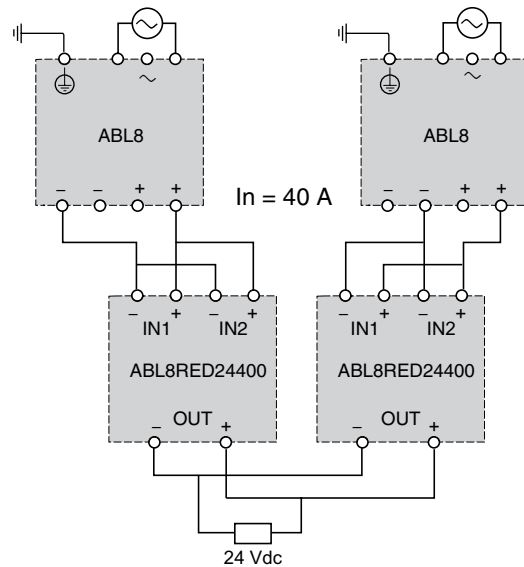 ∼ ∼
ABL8 ABL8
− − + + − − + +
In = 40 A
− + − + − + − +
IN1 IN2 IN1 IN2
ABL8RED24400 ABL8RED24400
OUT OUT
− + − +
24 Vdc